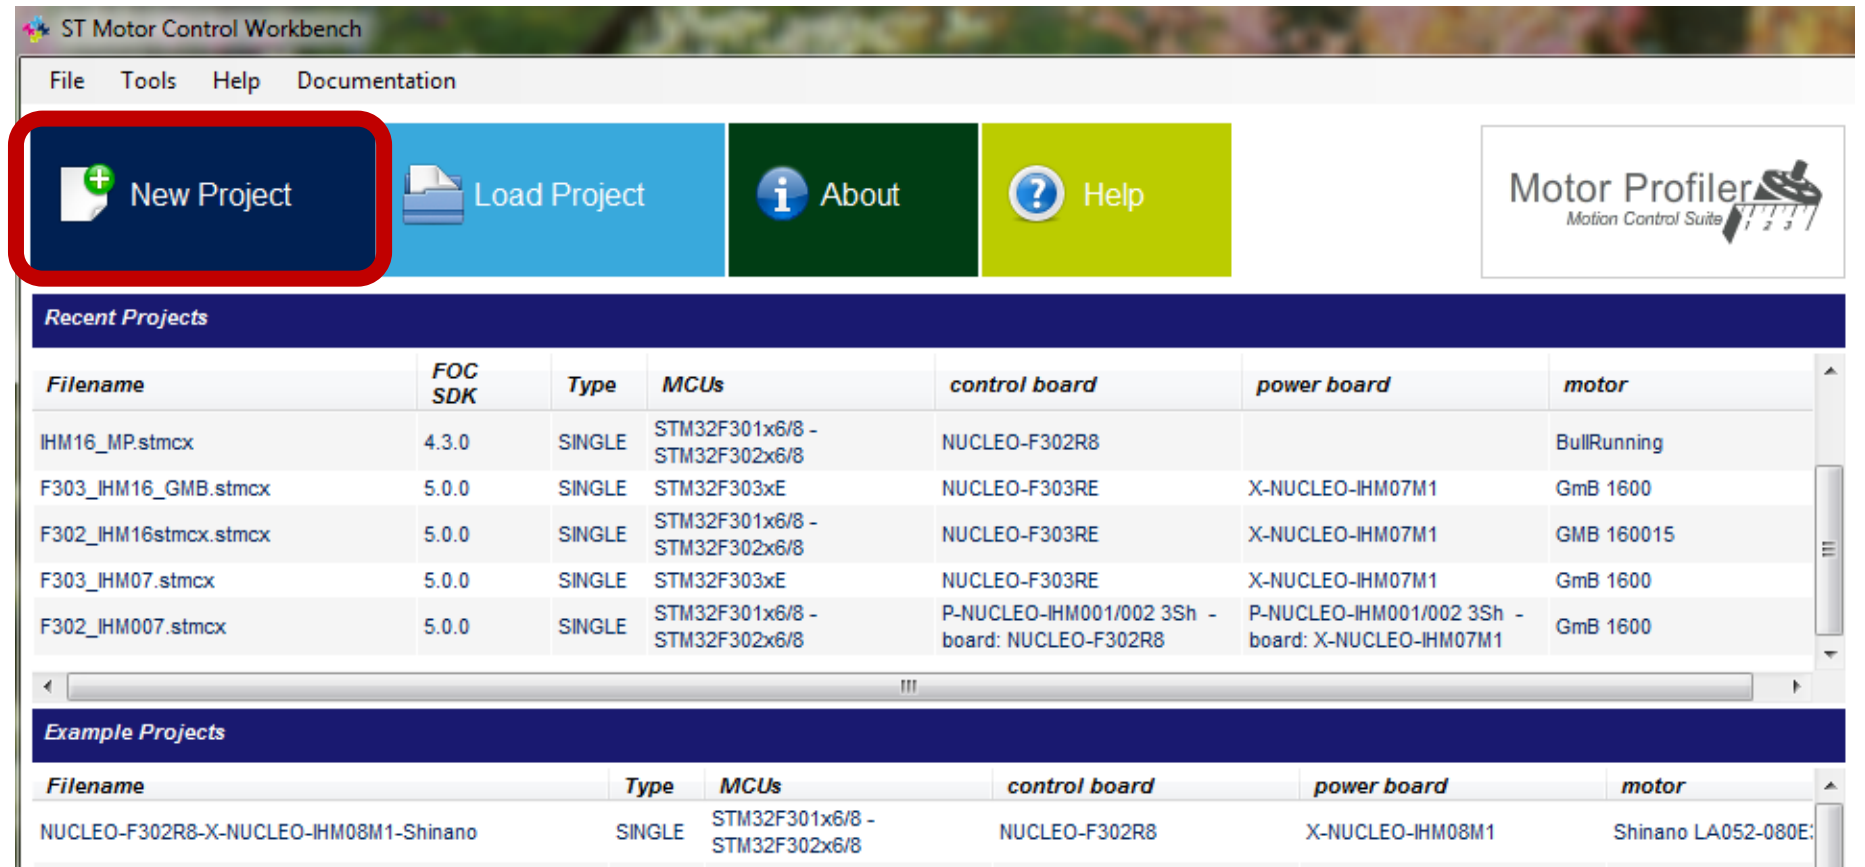 ST Motor Control Workbench
File Tools Help Documentation
New Project
Load Project
About
Help
Motor Profiler
Motion Control Suite
1 2 3
Recent Projects
Filename FOC SDK Type MCUs control board power board motor
IHM16_MP.stmcx 4.3.0 SINGLE STM32F301x6/8 - STM32F302x6/8 NUCLEO-F302R8 BullRunning
F303_IHM16_GMB.stmcx 5.0.0 SINGLE STM32F303xE NUCLEO-F303RE X-NUCLEO-IHM07M1 GmB 1600
F302_IHM16stmcx.stmcx 5.0.0 SINGLE STM32F301x6/8 - STM32F302x6/8 NUCLEO-F303RE X-NUCLEO-IHM07M1 GMB 160015
F303_IHM07.stmcx 5.0.0 SINGLE STM32F303xE NUCLEO-F303RE X-NUCLEO-IHM07M1 GmB 1600
F302_IHM007.stmcx 5.0.0 SINGLE STM32F301x6/8 - STM32F302x6/8 P-NUCLEO-IHM001/002 3Sh - board: NUCLEO-F302R8 P-NUCLEO-IHM001/002 3Sh - board: X-NUCLEO-IHM07M1 GmB 1600
Example Projects
Filename Type MCUs control board power board motor
NUCLEO-F302R8-X-NUCLEO-IHM08M1-Shinano SINGLE STM32F301x6/8 - STM32F302x6/8 NUCLEO-F302R8 X-NUCLEO-IHM08M1 Shinano LA052-080E